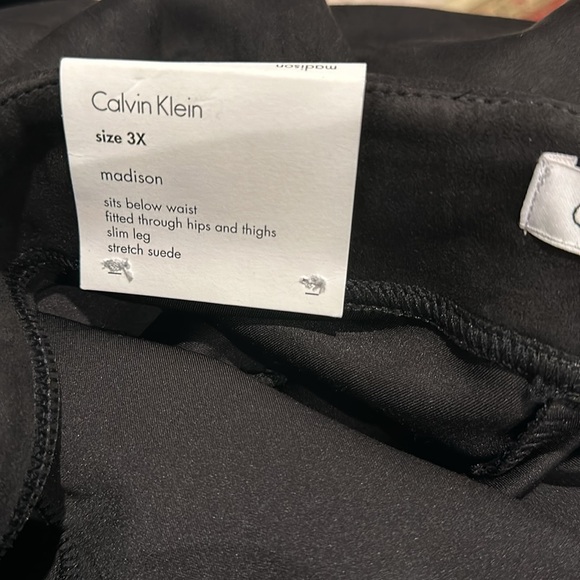 madison
Calvin Klein
size 3X
madison
sits below waist
fitted through hips and thighs
slim leg
stretch suede